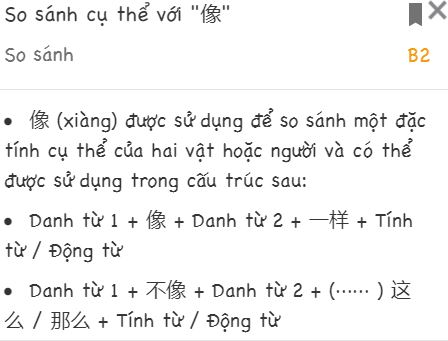 So sánh cụ thể với "像"
So sánh B2
• 像 (xiàng) được sử dụng để so sánh một đặc
tính cụ thể của hai vật hoặc người và có thể
được sử dụng trong cấu trúc sau:
• Danh từ 1 + 像 + Danh từ 2 + 一样 + Tính
từ / Động từ
• Danh từ 1 + 不像 + Danh từ 2 + (…… ) 这
么 / 那么 + Tính từ / Động từ